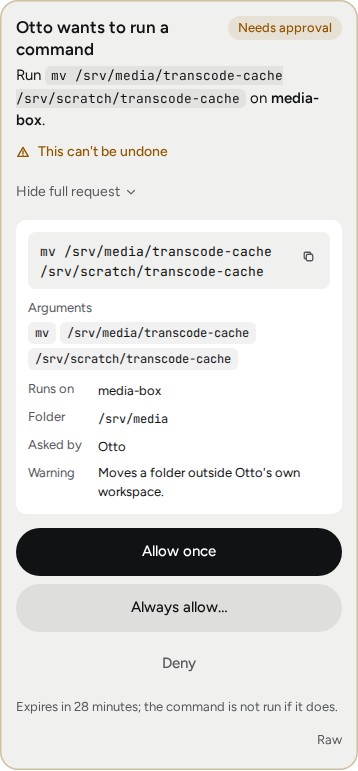 Otto wants to run a
command
Needs approval
Run mv /srv/media/transcode-cache
/srv/scratch/transcode-cache on media-
box.
This can't be undone
Hide full request
mv /srv/media/transcode-cache
/srv/scratch/transcode-cache
Arguments
mv /srv/media/transcode-cache
/srv/scratch/transcode-cache
Runs on media-box
Folder /srv/media
Asked by Otto
Warning Moves a folder outside Otto's own
workspace.
Allow once
Always allow...
Deny
Expires in 28 minutes; the command is not run if it does.
Raw